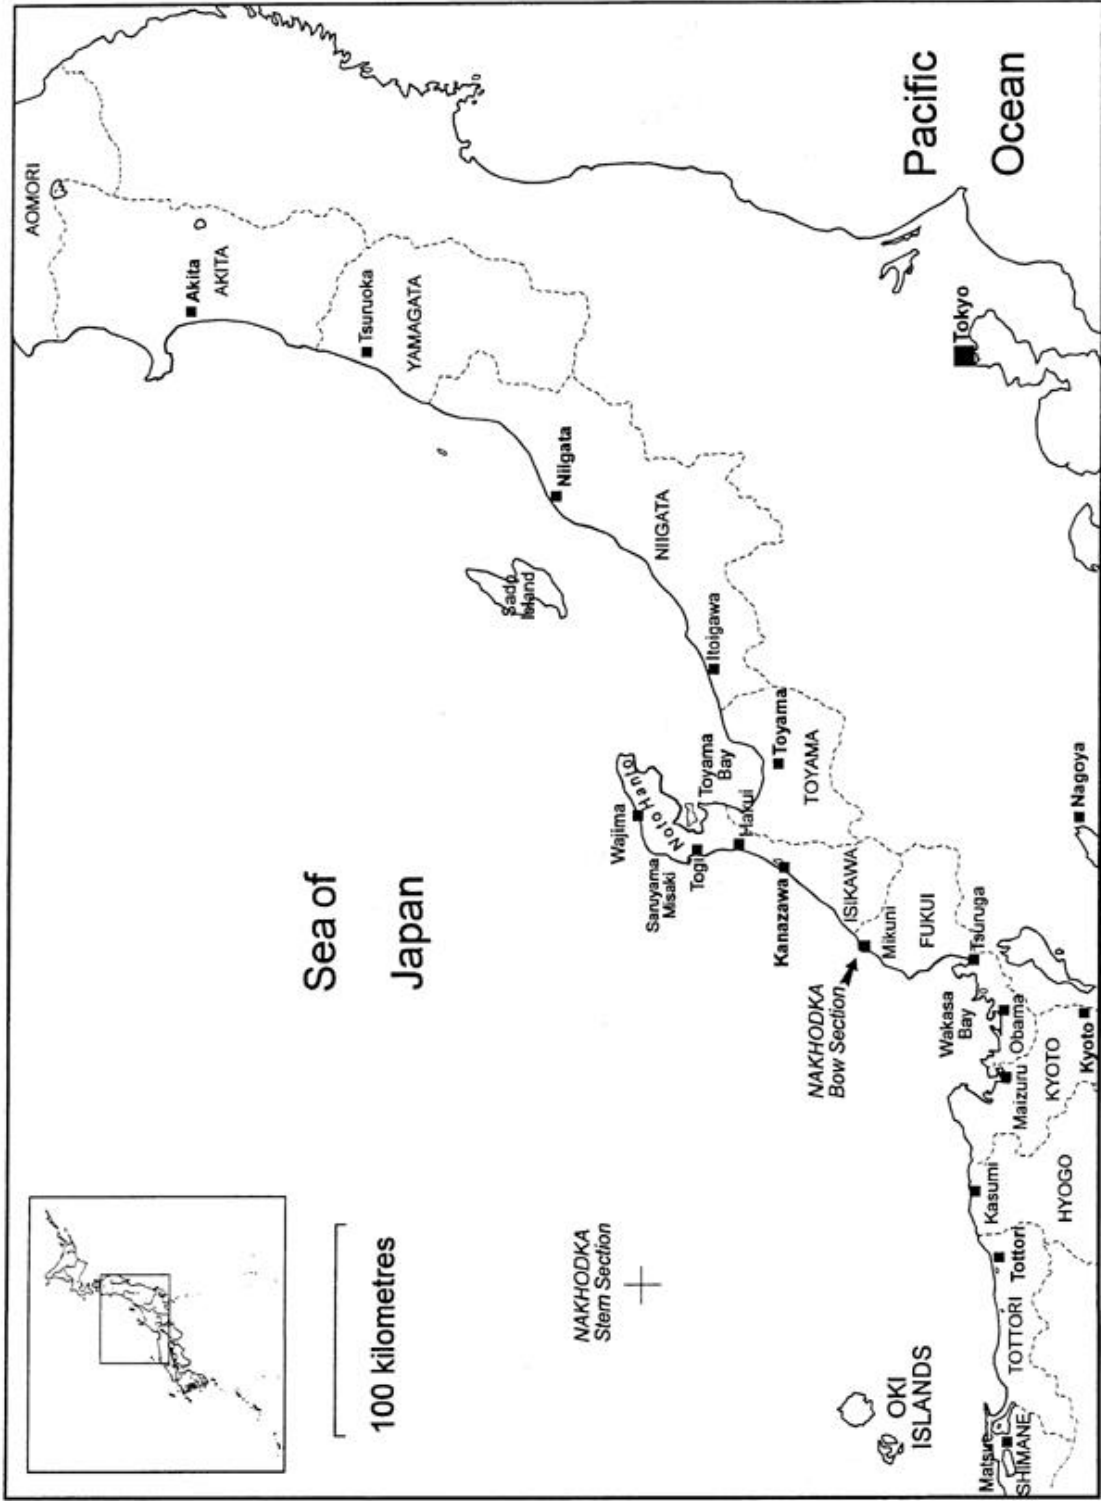 AOMORI
Akita
AKITA
Tsuruoka
YAMAGATA
Niigata
NIIGATA
Sado
Island
Itoigawa
Toyama
TOYAMA
Toyama
Bay
Noto Hanto
Wajima
Saruyama
Misaki
Togi
Hakui
Kanazawa
ISIKAWA
Mikuni
FUKUI
Tsuruga
NAKHODKA
Bow Section
Wakasa
Bay
Obama
Maizuru
KYOTO
Kyoto
Kasumi
HYOGO
Tottori
TOTTORI
Matsue
SHIMANE
OKI
ISLANDS
NAKHODKA
Stern Section
100 kilometres
Sea of
Japan
Pacific
Ocean
Tokyo
Nagoya